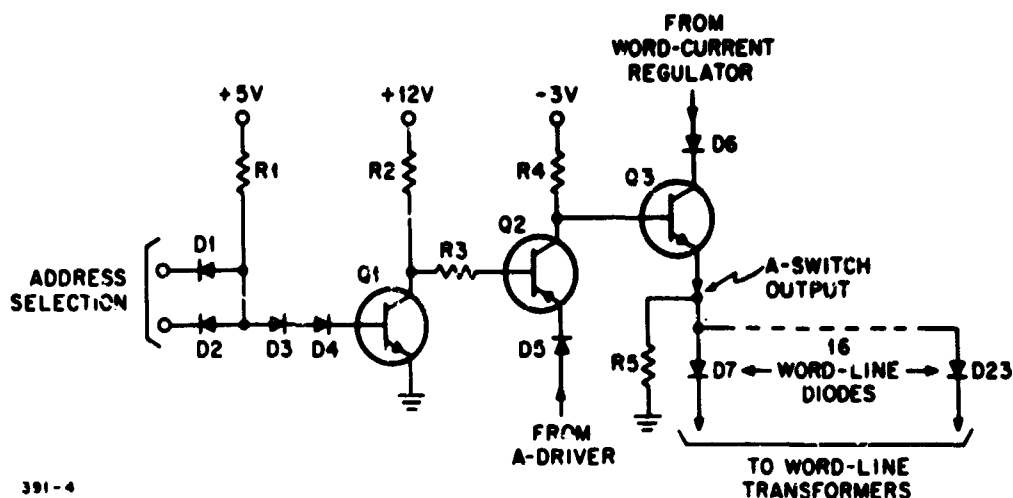 FROM
WORD-CURRENT
REGULATOR
+5V
+12V
-3V
D6
R1
R2
R4
Q3
Q2
D1
R3
ADDRESS
SELECTION
Q1
A-SWITCH
OUTPUT
D2
D3
D4
D5
R5
D7
16
WORD-LINE
DIODES
D23
FROM
A-DRIVER
TO WORD-LINE
TRANSFORMERS
391-4